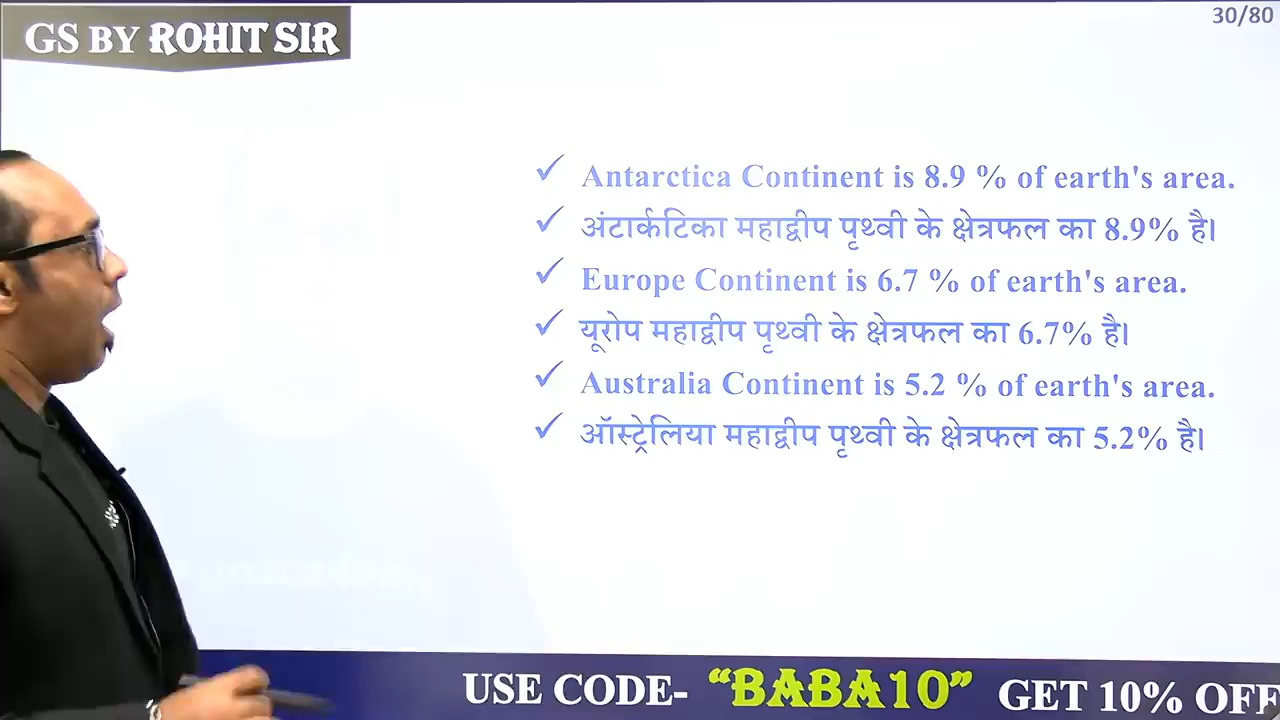 GS BY ROHIT SIR
30/80
✓ Antarctica Continent is 8.9 % of earth's area.
✓ अंटार्कटिका महाद्वीप पृथ्वी के क्षेत्रफल का 8.9% है।
✓ Europe Continent is 6.7 % of earth's area.
✓ यूरोप महाद्वीप पृथ्वी के क्षेत्रफल का 6.7% है।
✓ Australia Continent is 5.2 % of earth's area.
✓ ऑस्ट्रेलिया महाद्वीप पृथ्वी के क्षेत्रफल का 5.2% है।
USE CODE- “BABA10” GET 10% OFF